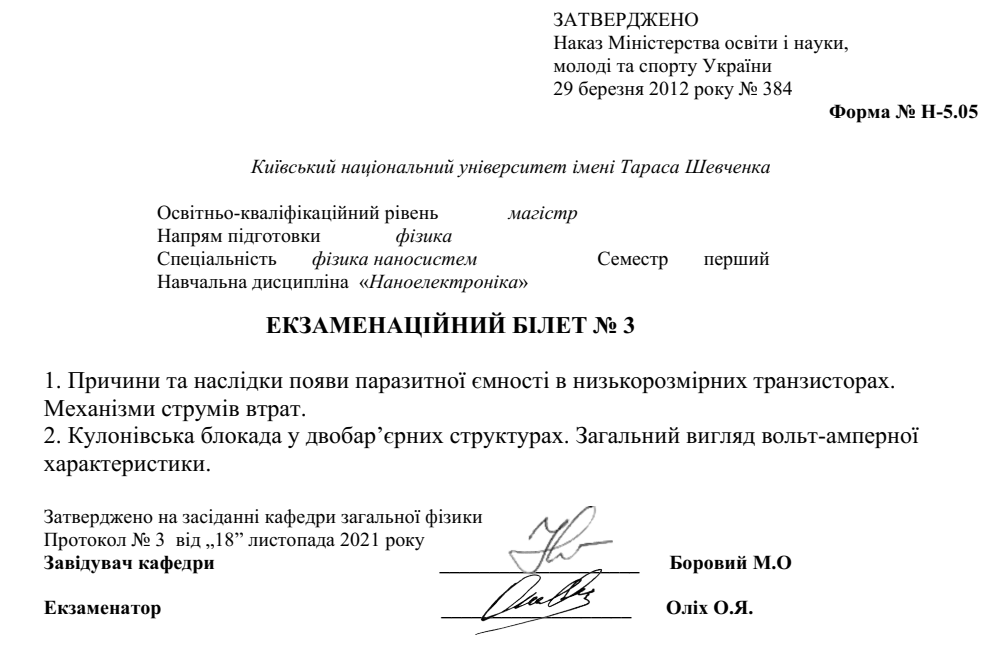 ЗАТВЕРДЖЕНО
Наказ Міністерства освіти і науки,
молоді та спорту України
29 березня 2012 року № 384
Форма № Н-5.05
Київський національний університет імені Тараса Шевченка
Освітньо-кваліфікаційний рівень магістр
Напрям підготовки фізика
Спеціальність фізика наносистем Семестр перший
Навчальна дисципліна «Наноелектроніка»
ЕКЗАМЕНАЦІЙНИЙ БІЛЕТ № 3
1. Причини та наслідки появи паразитної ємності в низькорозмірних транзисторах.
Механізми струмів втрат.
2. Кулонівська блокада у двобар’єрних структурах. Загальний вигляд вольт-амперної
характеристики.
Затверджено на засіданні кафедри загальної фізики
Протокол № 3 від „18” листопада 2021 року
Завідувач кафедри Боровий М.О
Екзаменатор Оліх О.Я.